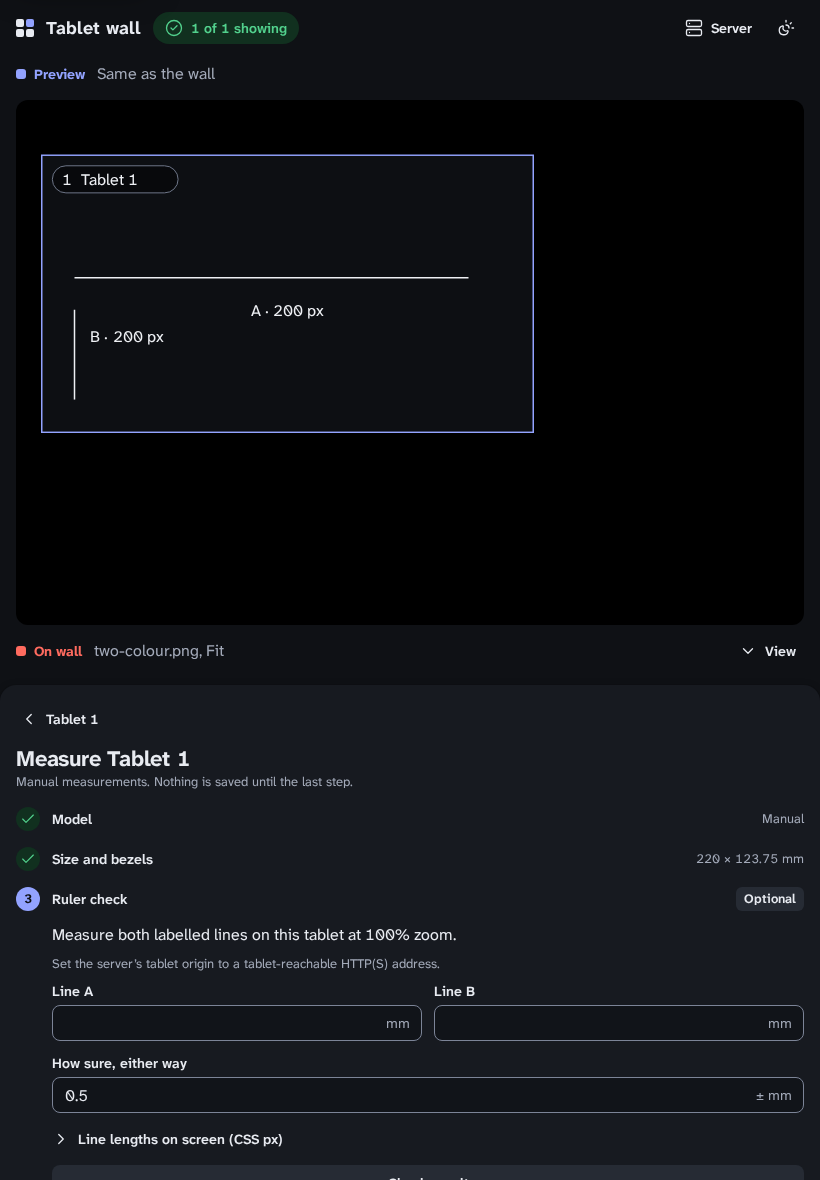 Tablet wall
1 of 1 showing
Server
Preview Same as the wall
1 Tablet 1
A · 200 px
B · 200 px
On wall two-colour.png, Fit
View
Tablet 1
Measure Tablet 1
Manual measurements. Nothing is saved until the last step.
Model
Manual
Size and bezels
220 × 123.75 mm
3 Ruler check
Optional
Measure both labelled lines on this tablet at 100% zoom.
Set the server's tablet origin to a tablet-reachable HTTP(S) address.
Line A
Line B
mm
mm
How sure, either way
0.5
± mm
Line lengths on screen (CSS px)